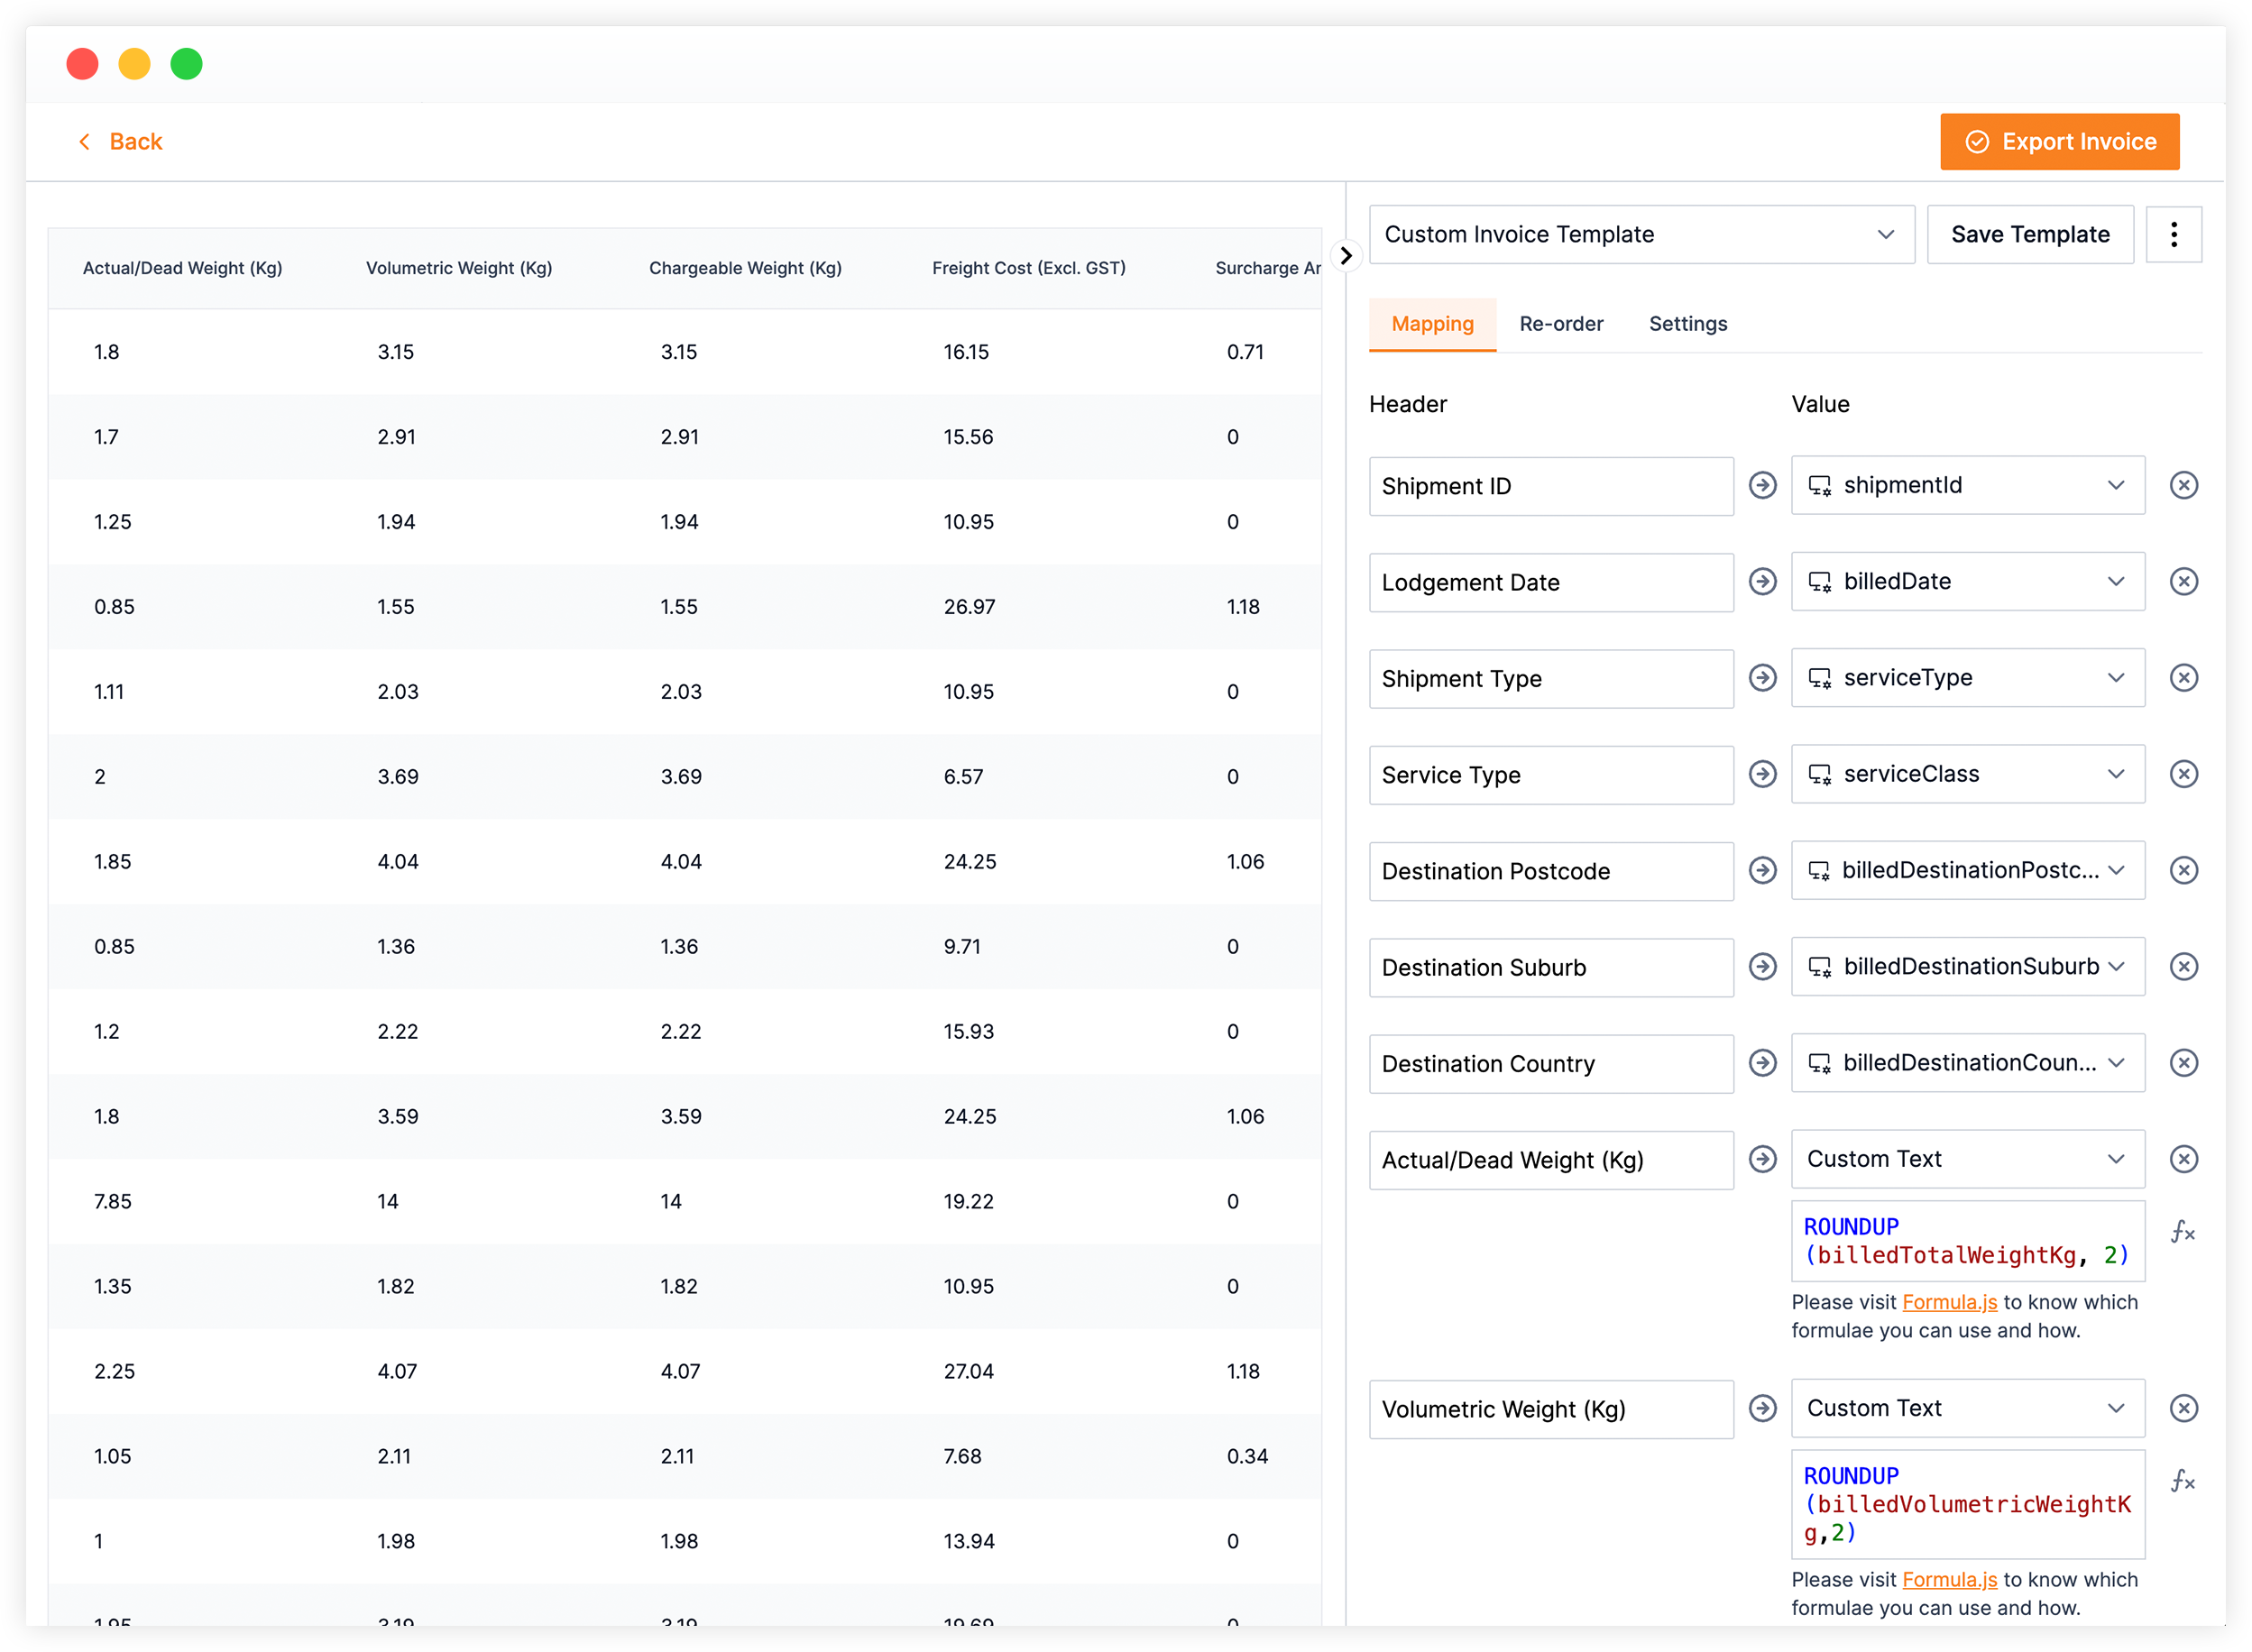 Back
Export Invoice
Actual/Dead Weight (Kg) Volumetric Weight (Kg) Chargeable Weight (Kg) Freight Cost (Excl. GST) Surcharge
1.8 3.15 3.15 16.15 0.71
1.7 2.91 2.91 15.56 0
1.25 1.94 1.94 10.95 0
0.85 1.55 1.55 26.97 1.18
1.11 2.03 2.03 10.95 0
2 3.69 3.69 6.57 0
1.85 4.04 4.04 24.25 1.06
0.85 1.36 1.36 9.71 0
1.2 2.22 2.22 15.93 0
1.8 3.59 3.59 24.25 1.06
7.85 14 14 19.22 0
1.35 1.82 1.82 10.95 0
2.25 4.07 4.07 27.04 1.18
1.05 2.11 2.11 7.68 0.34
1 1.98 1.98 13.94 0
1.95 3.19 3.19 19.69 0
Custom Invoice Template
Save Template
Mapping Re-order Settings
Header Value
Shipment ID shipmentId
Lodgement Date billedDate
Shipment Type serviceType
Service Type serviceClass
Destination Postcode billedDestinationPostc...
Destination Suburb billedDestinationSuburb
Destination Country billedDestinationCoun...
Actual/Dead Weight (Kg) Custom Text
ROUNDUP
(billedTotalWeightKg, 2)
fx
Please visit Formula.js to know which
formulae you can use and how.
Volumetric Weight (Kg) Custom Text
ROUNDUP
(billedVolumetricWeightK
g,2)
fx
Please visit Formula.js to know which
formulae you can use and how.